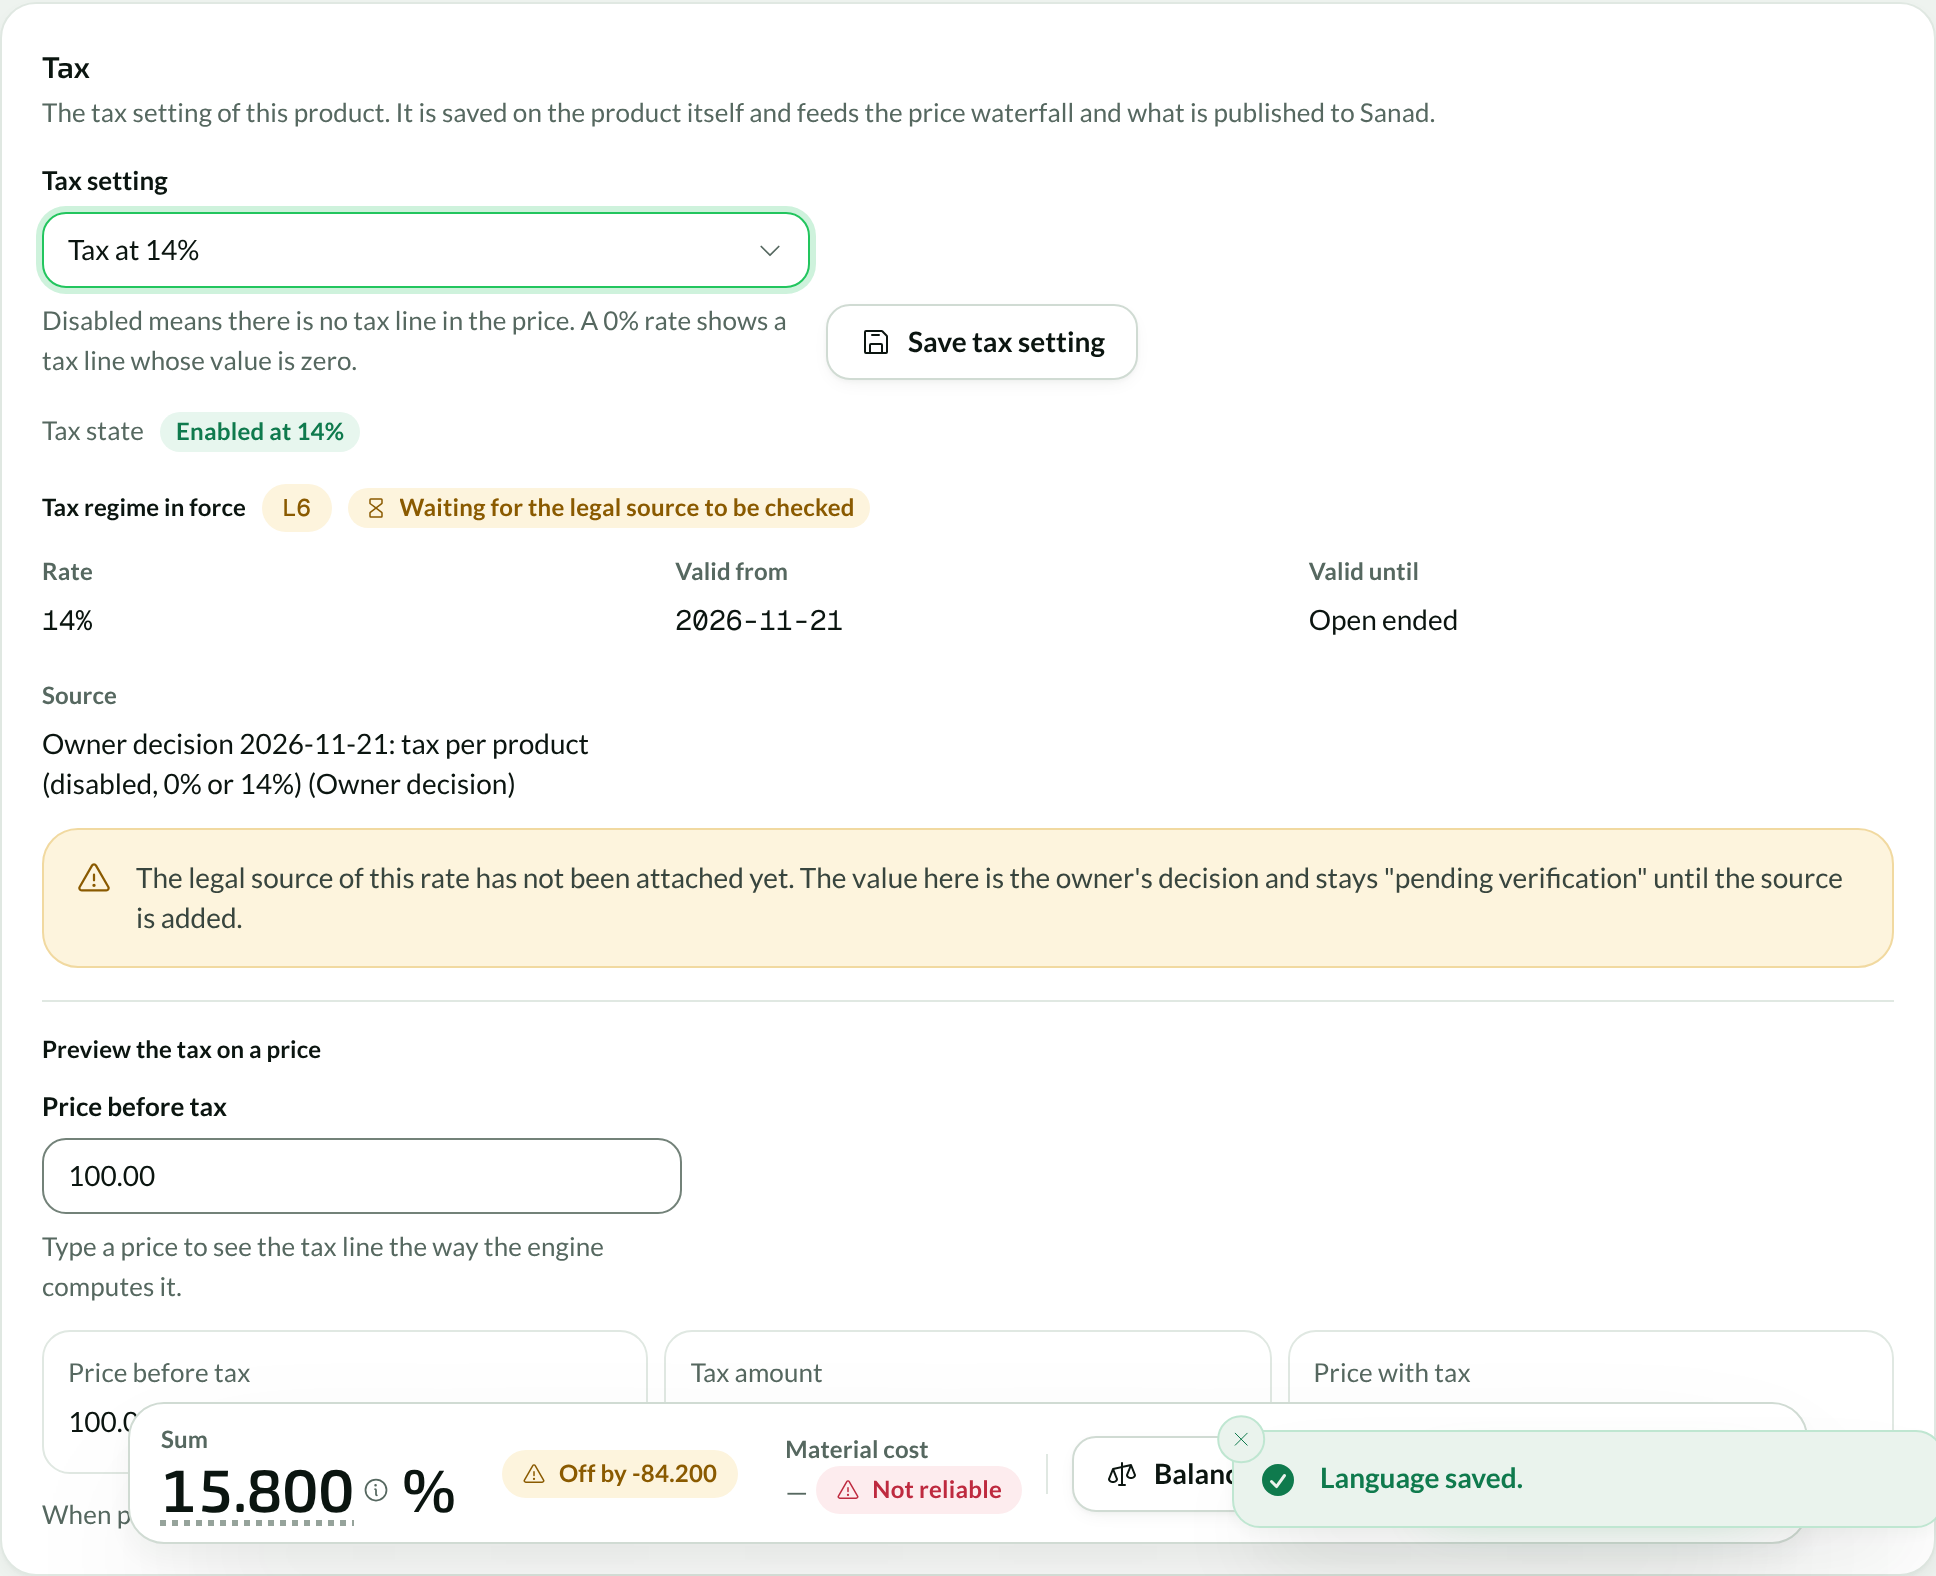 Tax
The tax setting of this product. It is saved on the product itself and feeds the price waterfall and what is published to Sanad.
Tax setting
Tax at 14%
Disabled means there is no tax line in the price. A 0% rate shows a
tax line whose value is zero.
Save tax setting
Tax state Enabled at 14%
Tax regime in force L6 Waiting for the legal source to be checked
Rate Valid from Valid until
14% 2026-11-21 Open ended
Source
Owner decision 2026-11-21: tax per product
(disabled, 0% or 14%) (Owner decision)
The legal source of this rate has not been attached yet. The value here is the owner's decision and stays "pending verification" until the source
is added.
Preview the tax on a price
Price before tax
100.00
Type a price to see the tax line the way the engine
computes it.
Price before tax Tax amount Price with tax
Sum
15.800 %
Off by -84.200
Material cost
— Not reliable
Language saved.
When